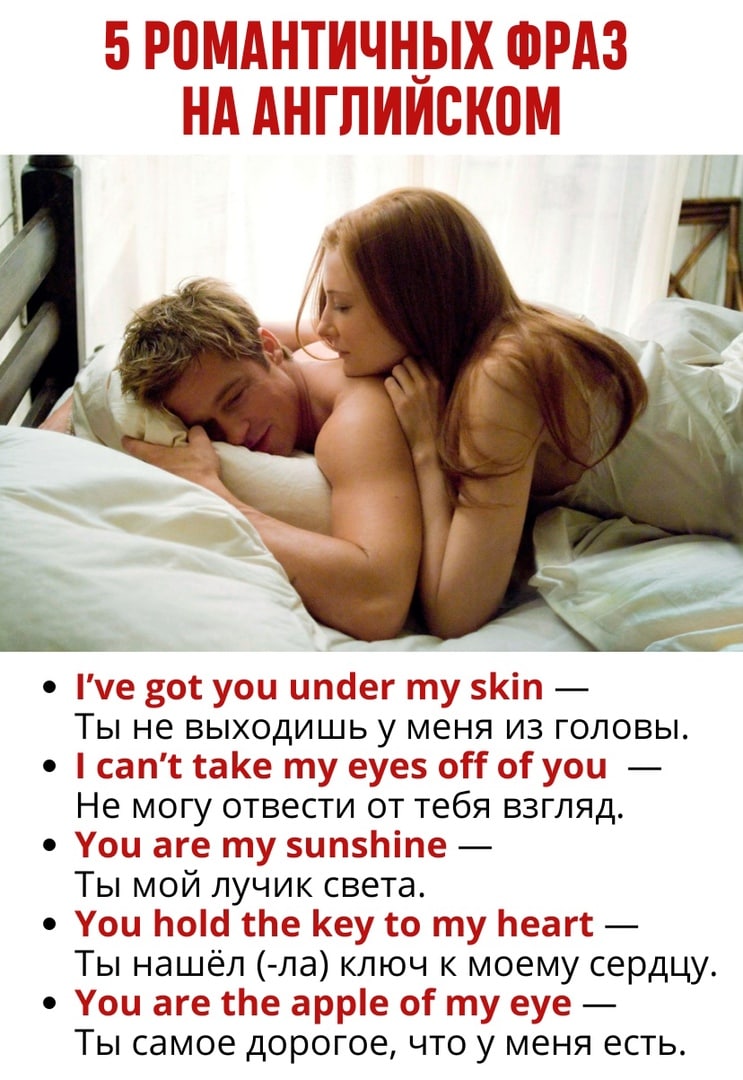 5 РОМАНТИЧНЫХ ФРАЗ
НА АНГЛИЙСКОМ
• I’ve got you under my skin —
Ты не выходишь у меня из головы.
• I can’t take my eyes off of you —
Не могу отвести от тебя взгляд.
• You are my sunshine —
Ты мой лучик света.
• You hold the key to my heart —
Ты нашёл (-ла) ключ к моему сердцу.
• You are the apple of my eye —
Ты самое дорогое, что у меня есть.